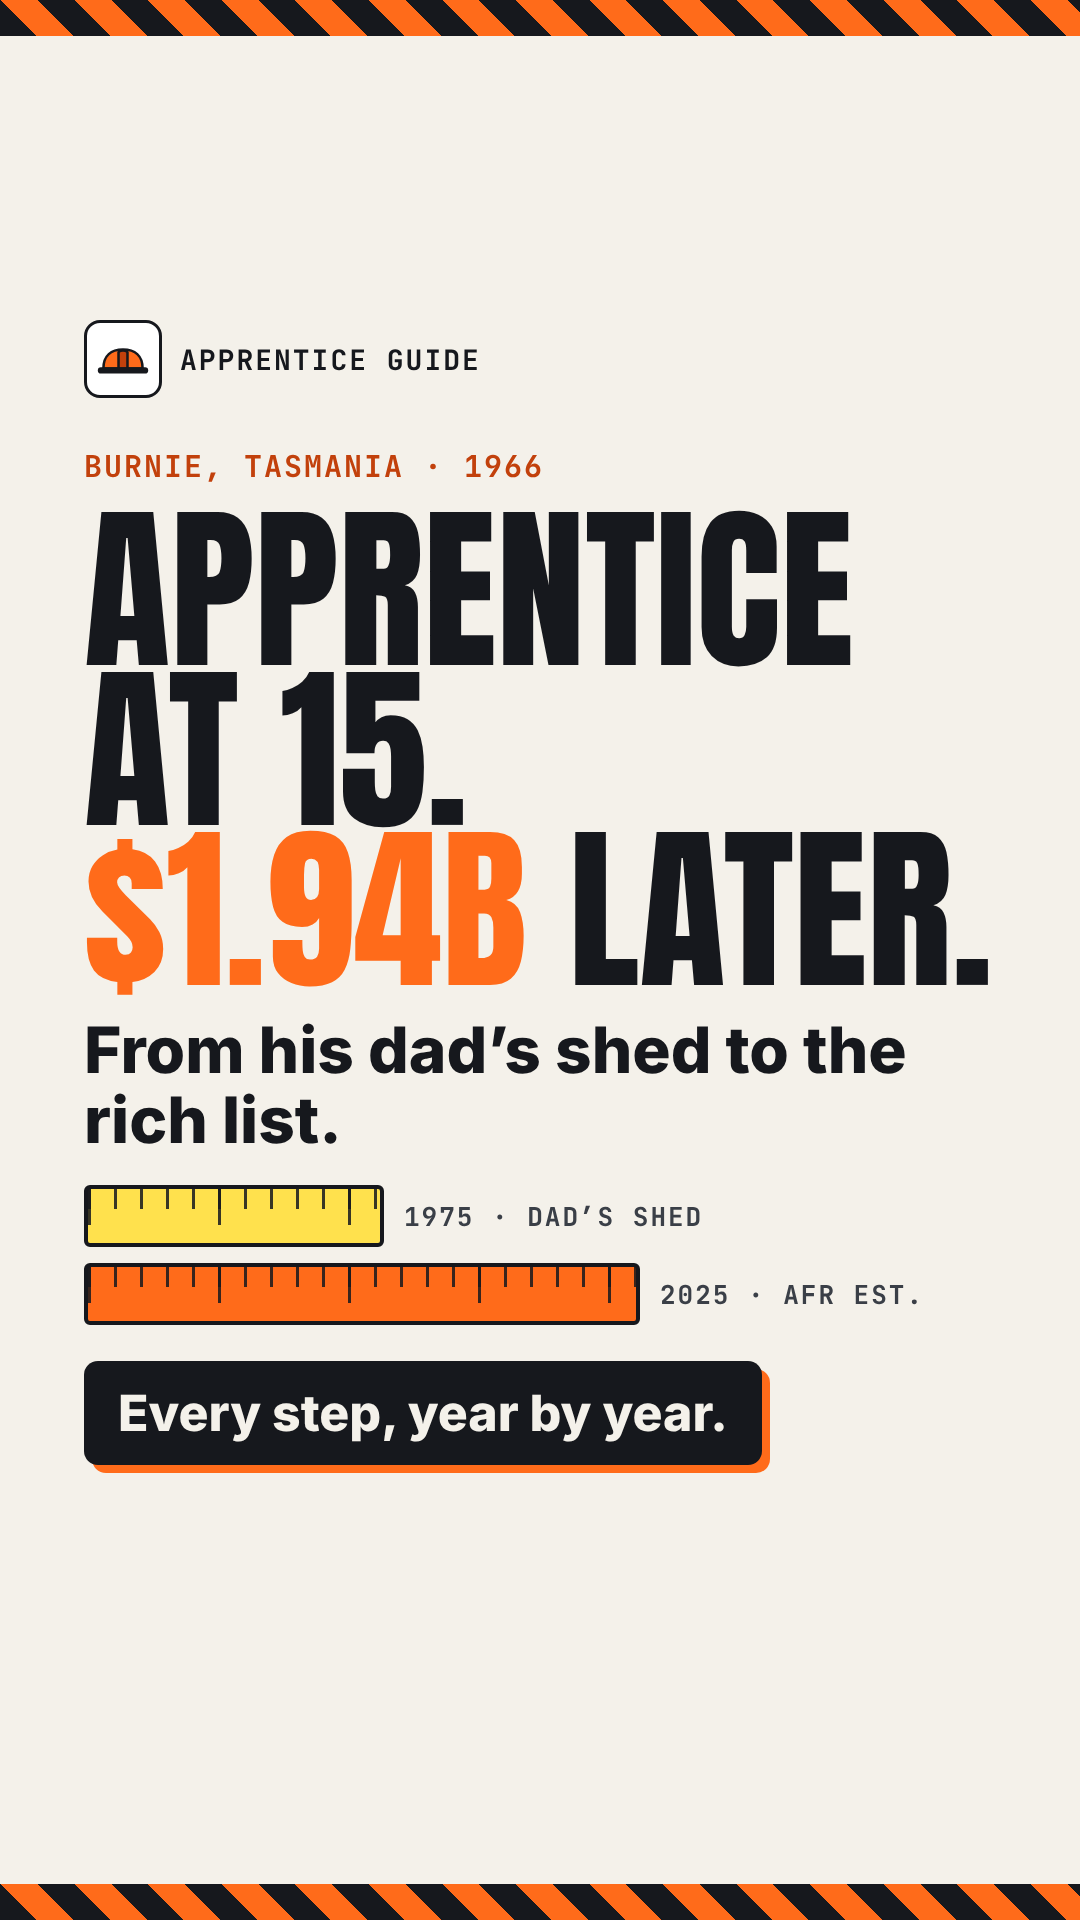 APPRENTICE GUIDE
BURNIE, TASMANIA · 1966
APPRENTICE
AT 15.
$1.94B LATER.
From his dad’s shed to the
rich list.
1975 · DAD’S SHED
2025 · AFR EST.
Every step, year by year.